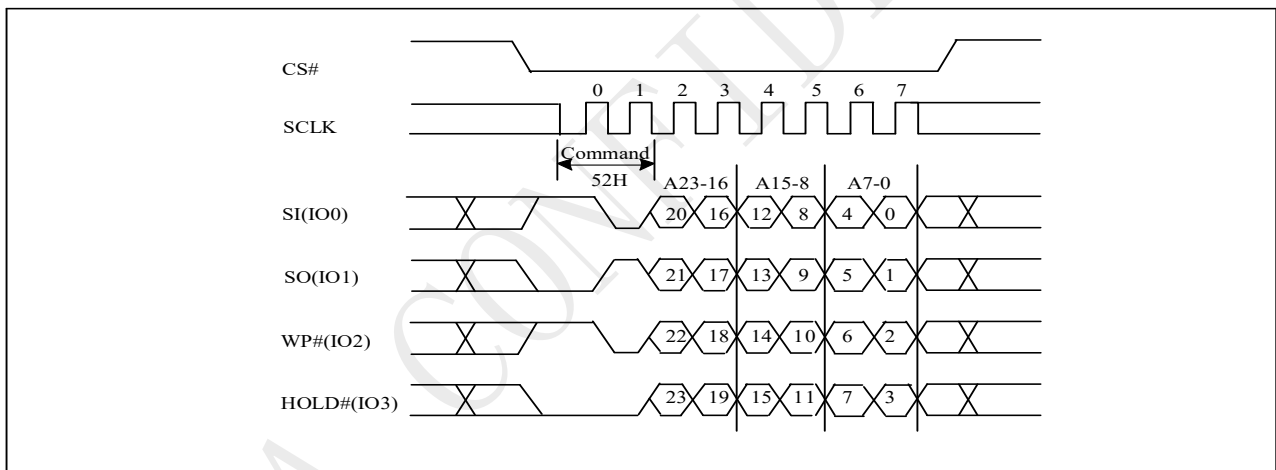 CS#
0 1 2 3 4 5 6 7
SCLK
Command
52H
A23-16 A15-8 A7-0
SI(IO0) 20 16 12 8 4 0
SO(IO1) 21 17 13 9 5 1
WP#(IO2) 22 18 14 10 6 2
HOLD#(IO3) 23 19 15 11 7 3